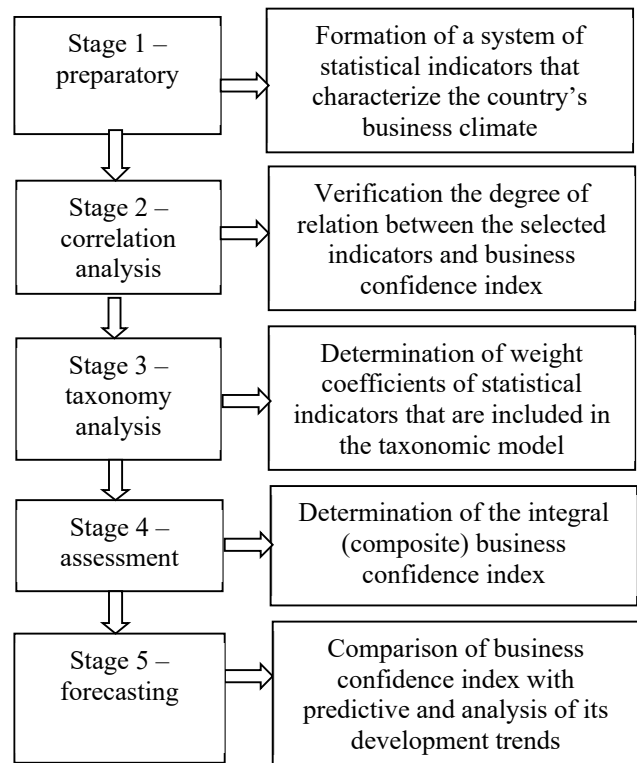 Stage 1 –
preparatory
Formation of a system of
statistical indicators that
characterize the country’s
business climate
Stage 2 –
correlation
analysis
Verification the degree of
relation between the selected
indicators and business
confidence index
Stage 3 –
taxonomy
analysis
Determination of weight
coefficients of statistical
indicators that are included in
the taxonomic model
Stage 4 –
assessment
Determination of the integral
(composite) business
confidence index
Stage 5 –
forecasting
Comparison of business
confidence index with
predictive and analysis of its
development trends